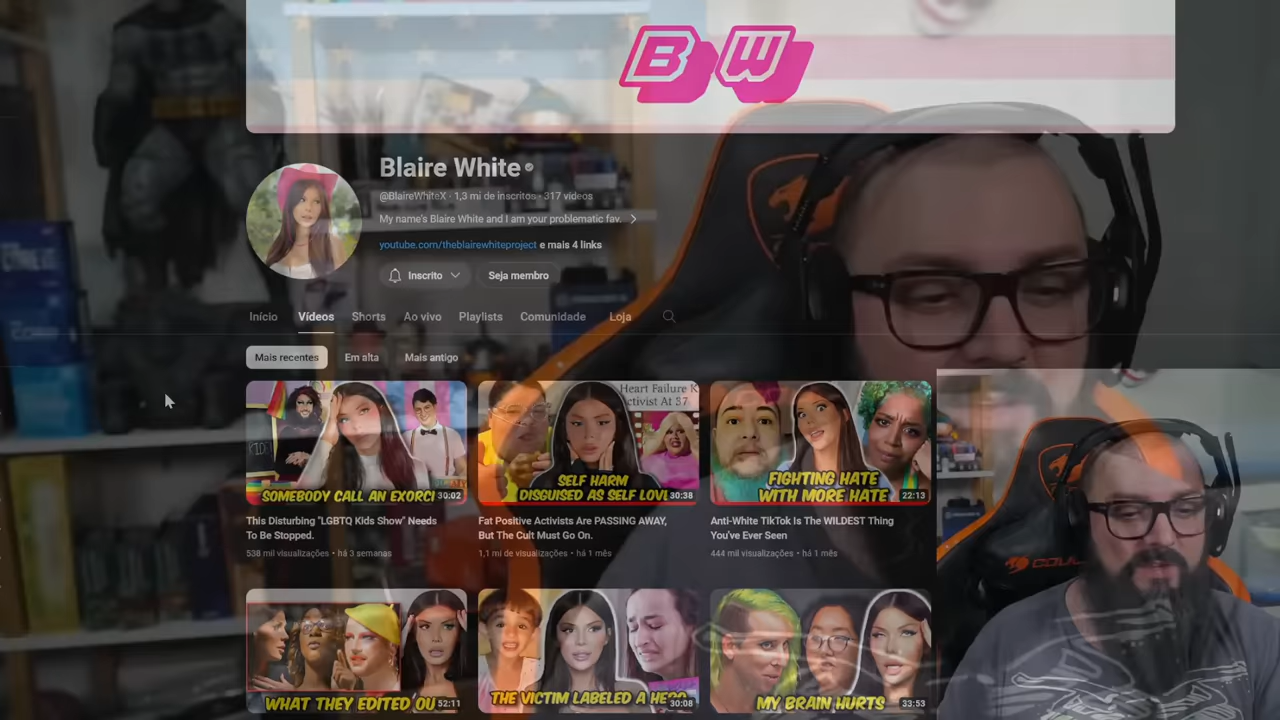 BW
Blaire White
@BlaireWhiteX · 1,3 mi de inscritos · 317 vídeos
My name's Blaire White and I am your problematic fav.
youtube.com/theblairewhiteproject e mais 4 links
Inscrito
Seja membro
Início Vídeos Shorts Ao vivo Playlists Comunidade Loja
Mais recentes Em alta Mais antigo
Heart Failure K
ctivist At 37
SOMEBODY CALL AN EXORCI 30:02
SELF HARM
DISGUISED AS SELF LOVE 30:38
FIGHTING HATE
WITH MORE HATE 22:13
This Disturbing "LGBTQ Kids Show" Needs
To Be Stopped.
538 mil visualizações • há 3 semanas
Fat Positive Activists Are PASSING AWAY,
But The Cult Must Go On.
1,1 mi de visualizações • há 1 mês
Anti-White TikTok Is The WILDEST Thing
You've Ever Seen
444 mil visualizações • há 1 mês
WHAT THEY EDITED OU 52:11
THE VICTIM LABELED A HERO 30:08
MY BRAIN HURTS 33:53